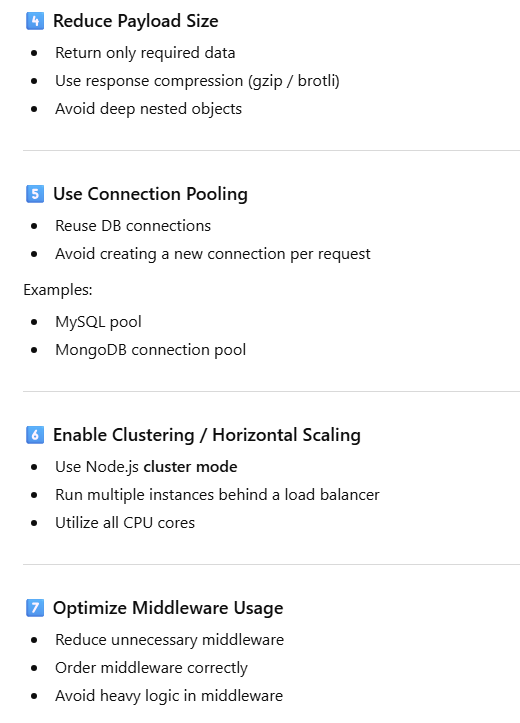 4️⃣ Reduce Payload Size
• Return only required data
• Use response compression (gzip / brotli)
• Avoid deep nested objects
5️⃣ Use Connection Pooling
• Reuse DB connections
• Avoid creating a new connection per request
Examples:
• MySQL pool
• MongoDB connection pool
6️⃣ Enable Clustering / Horizontal Scaling
• Use Node.js cluster mode
• Run multiple instances behind a load balancer
• Utilize all CPU cores
7️⃣ Optimize Middleware Usage
• Reduce unnecessary middleware
• Order middleware correctly
• Avoid heavy logic in middleware